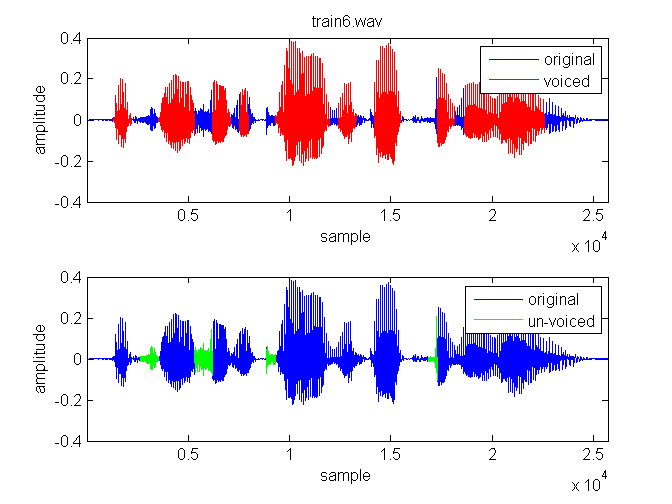 train6.wav
0.4
0.2
0
-0.2
-0.4
amplitude
original
voiced
0.5 1 1.5 2 2.5
sample
x 10^4
0.4
0.2
0
-0.2
-0.4
amplitude
original
un-voiced
0.5 1 1.5 2 2.5
sample
x 10^4